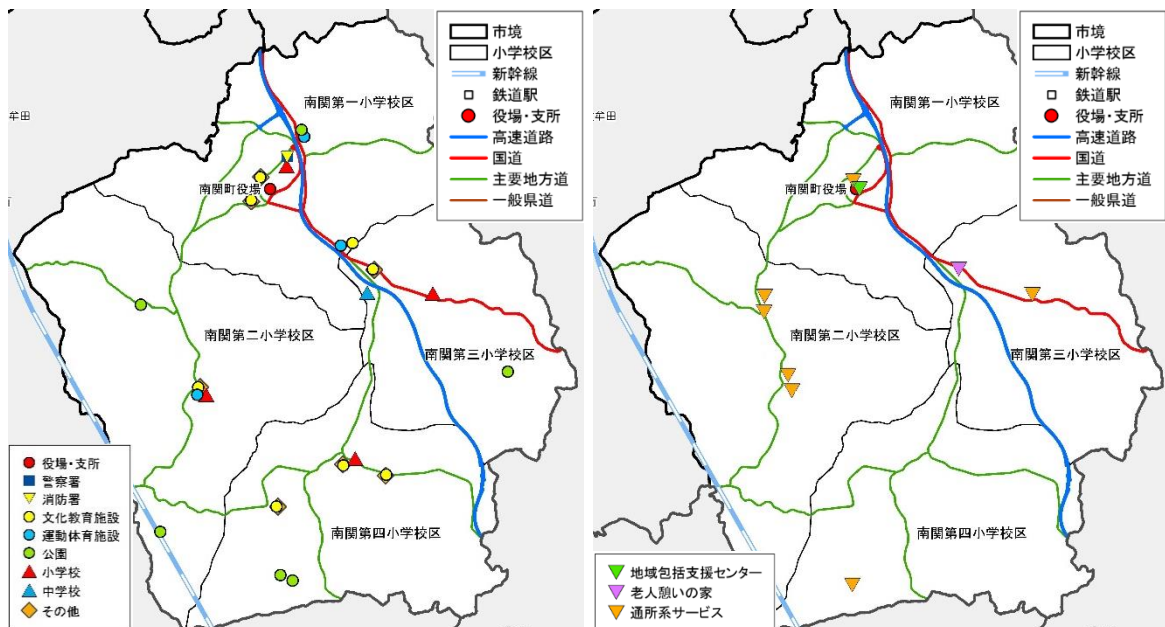 市境
小学校区
新幹線
鉄道駅
役場・支所
高速道路
国道
主要地方道
一般県道
南関第一小学校区
牟田
南関町役場
南関第二小学校区
南関第三小学校区
南関第四小学校区
役場・支所
警察署
消防署
文化教育施設
運動体育施設
公園
小学校
中学校
その他
市境
小学校区
新幹線
鉄道駅
役場・支所
高速道路
国道
主要地方道
一般県道
南関第一小学校区
牟田
南関町役場
南関第二小学校区
南関第三小学校区
南関第四小学校区
地域包括支援センター
老人憩いの家
通所系サービス